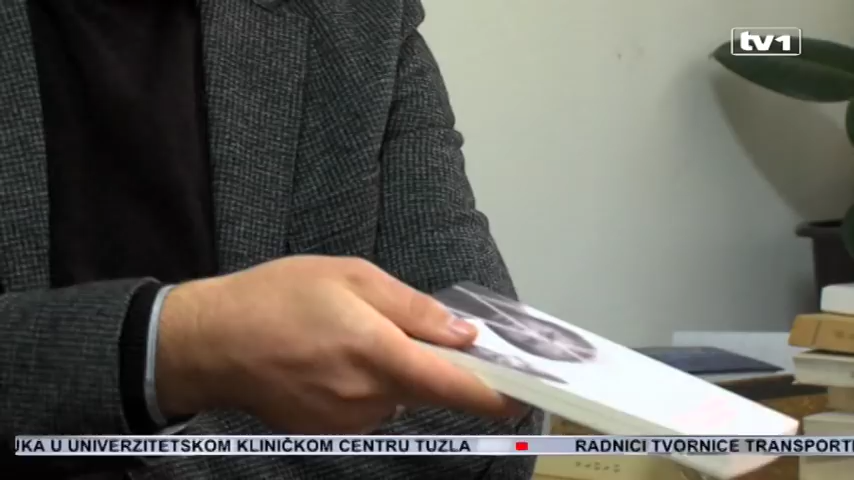 tv1
UKA U UNIVERZITETSKOM KLINIČKOM CENTRU TUZLA RADNICI TVORNICE TRANSPORT